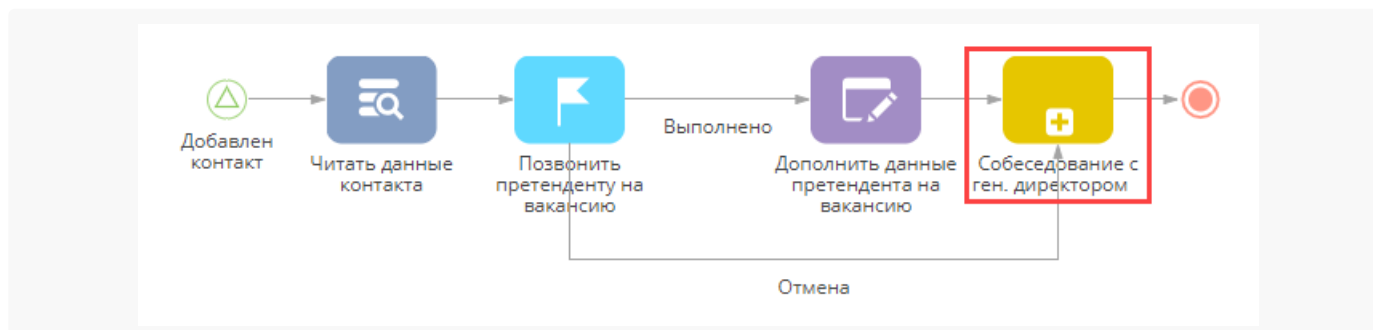 Добавлен
контакт
Читать данные
контакта
Позвонить
претенденту на
вакансию
Выполнено
Дополнить данные
претендента на
вакансию
Собеседование с
ген. директором
Отмена